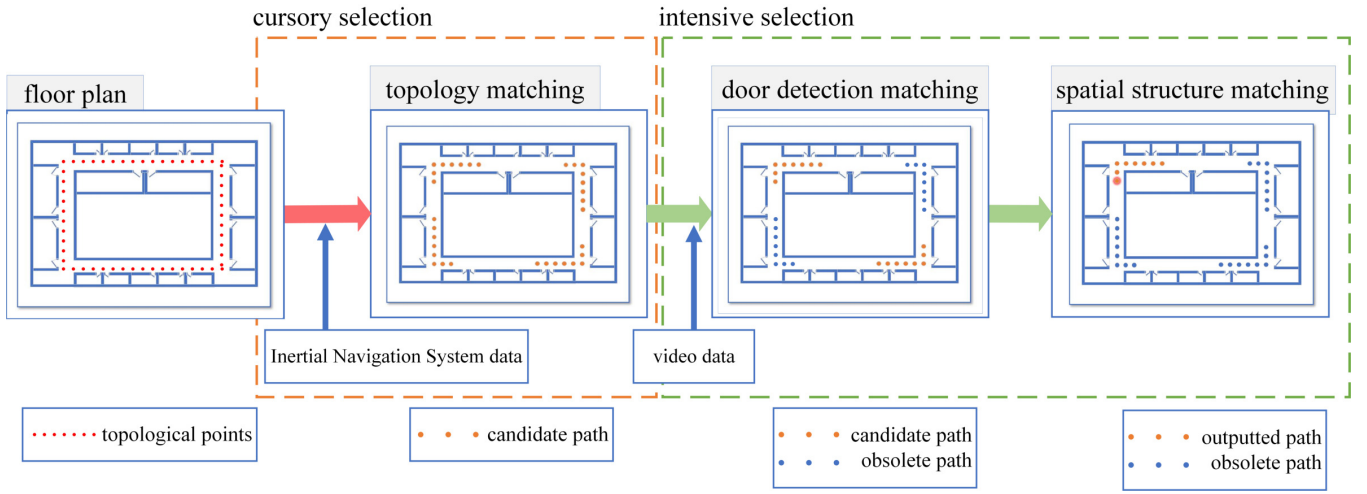 cursory selection
intensive selection
floor plan
topology matching
door detection matching
spatial structure matching
Inertial Navigation System data
video data
topological points
candidate path
candidate path
obsolete path
outputted path
obsolete path